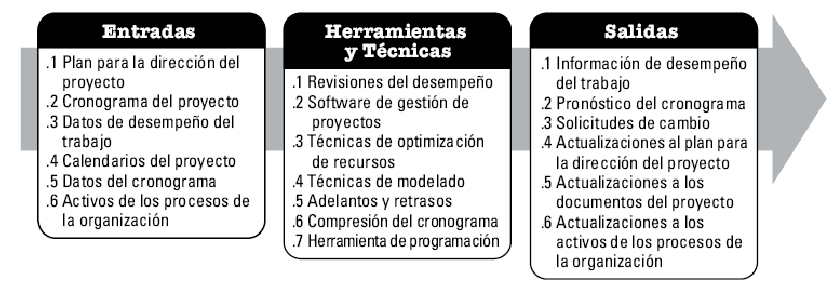 Entradas
.1 Plan para la dirección del
proyecto
.2 Cronograma del proyecto
.3 Datos de desempeño del
trabajo
.4 Calendarios del proyecto
.5 Datos del cronograma
.6 Activos de los procesos de
la organización
Herramientas
y Técnicas
.1 Revisiones del desempeño
.2 Software de gestión de
proyectos
.3 Técnicas de optimización
de recursos
.4 Técnicas de modelado
.5 Adelantos y retrasos
.6 Compresión del cronograma
.7 Herramienta de programación
Salidas
.1 Información de desempeño
del trabajo
.2 Pronóstico del cronograma
.3 Solicitudes de cambio
.4 Actualizaciones al plan para
la dirección del proyecto
.5 Actualizaciones a los
documentos del proyecto
.6 Actualizaciones a los
activos de los procesos de
la organización